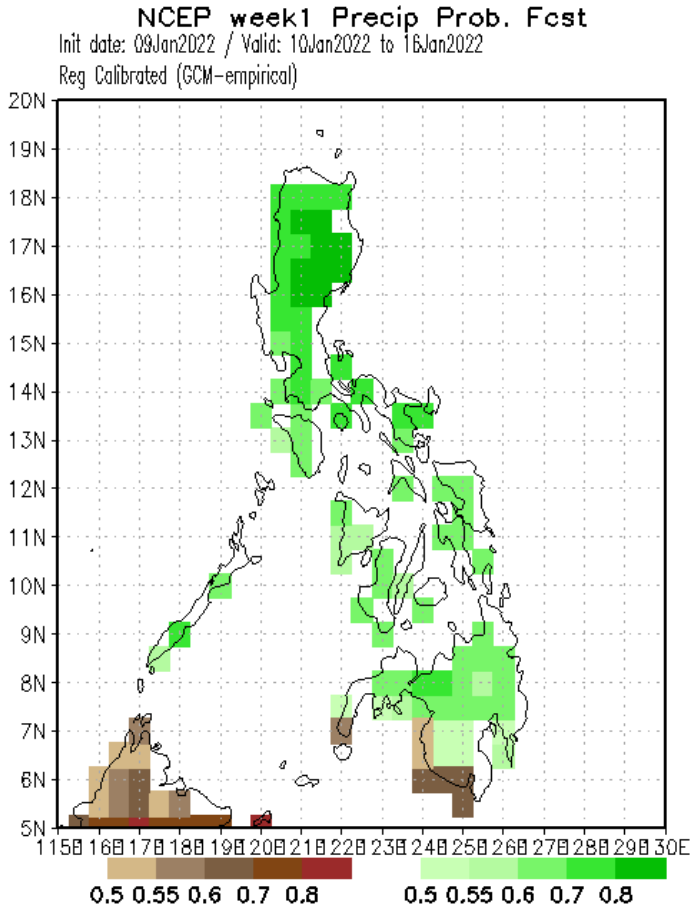 NCEP week1 Precip Prob. Fcst
Init date: 09Jan2022 / Valid: 10Jan2022 to 16Jan2022
Reg Calibrated (GCM-empirical)
20N
19N
18N
17N
16N
15N
14N
13N
12N
11N
10N
9N
8N
7N
6N
5N
115E 116E 117E 118E 119E 120E 121E 122E 123E 124E 125E 126E 127E 128E 129E 130E
0.5 0.55 0.6 0.7 0.8 0.5 0.55 0.6 0.7 0.8